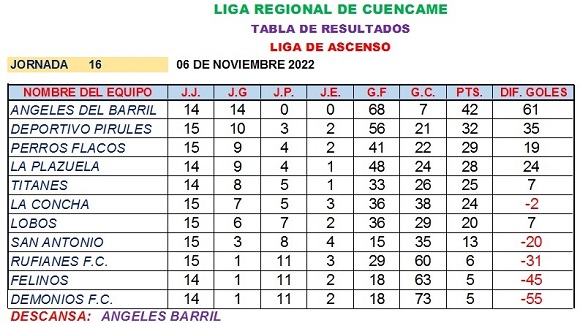 LIGA REGIONAL DE CUENCAME
TABLA DE RESULTADOS
LIGA DE ASCENSO
JORNADA 16 06 DE NOVIEMBRE 2022
NOMBRE DEL EQUIPO J.J. J.G J.P. J.E. G.F G.C. PTS. DIF. GOLES
ANGELES DEL BARRIL 14 14 0 0 68 7 42 61
DEPORTIVO PIRULES 15 10 3 2 56 21 32 35
PERROS FLACOS 15 9 4 2 41 22 29 19
LA PLAZUELA 14 9 4 1 48 24 28 24
TITANES 14 8 5 1 33 26 25 7
LA CONCHA 15 7 5 3 36 38 24 -2
LOBOS 15 6 7 2 36 29 20 7
SAN ANTONIO 15 3 8 4 15 35 13 -20
RUFIANES F.C. 15 1 11 3 29 60 6 -31
FELINOS 14 1 11 2 18 63 5 -45
DEMONIOS F.C. 14 1 11 2 18 73 5 -55
DESCANSA: ANGELES BARRIL